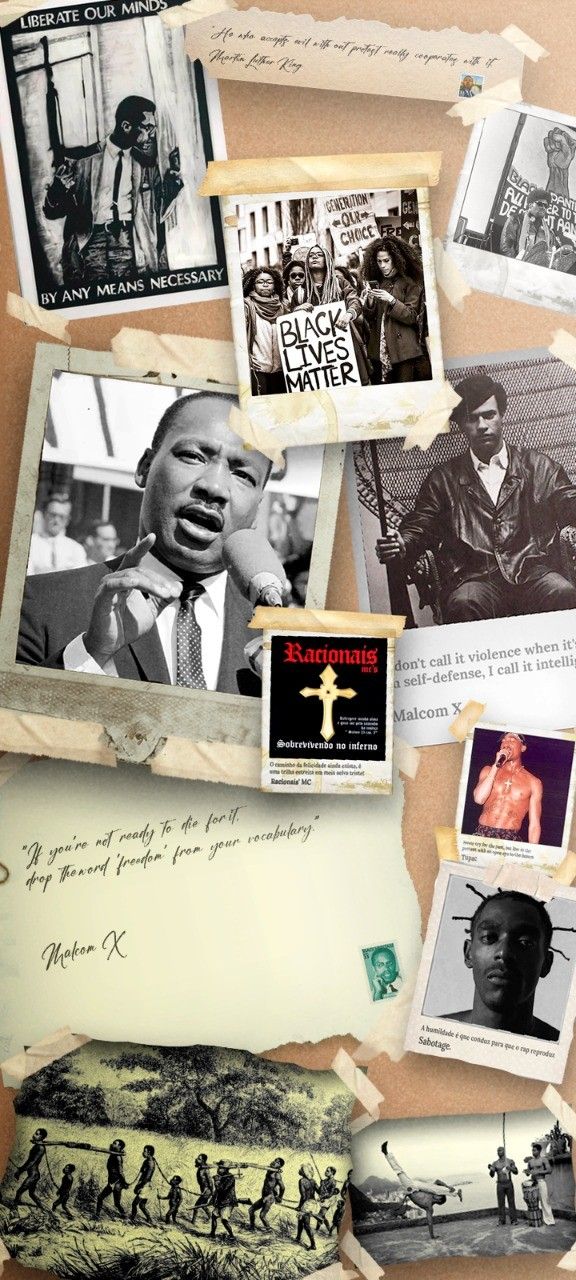 LIBERATE OUR MINDS
BY ANY MEANS NECESSARY
"He who accepts evil with out protest really cooperates with it
Martin Luther King
GENERATION
OUR
CHOICE
BLACK
LIVES
MATTER
don't call it violence when it's
self-defense, I call it intellig
Malcom X
Racionais
mc's
Sobrevivendo no inferno
O caminho da felicidade ainda existe, é
uma trilha estreita em meio selva triste!
Racionais' MC
"If you're not ready to die for it.
drop the word 'freedom' from your vocabulary."
Malcom X
Tupac
A humildade é que conduz para que o rap reproduz
Sabotage.